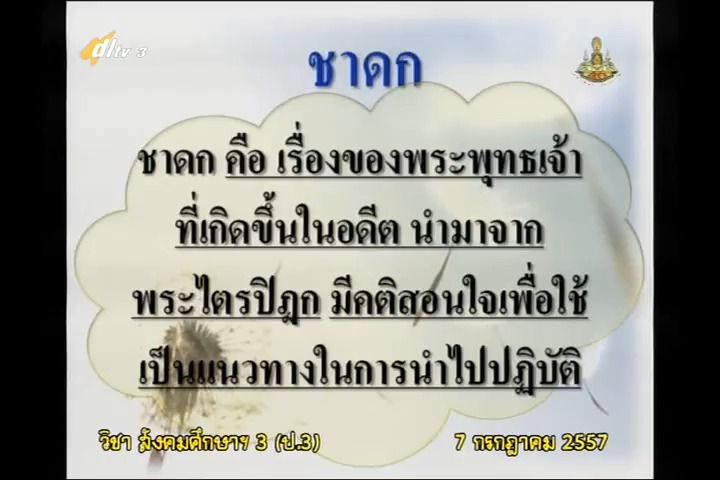 dltv 3
ชาดก
ชาดก คือ เรื่องของพระพุทธเจ้า
ที่เกิดขึ้นในอดีต นำมาจาก
พระไตรปิฎก มีคติสอนใจเพื่อใช้
เป็นแนวทางในการนำไปปฏิบัติ
วิชา สังคมศึกษาฯ 3 (ป.3) 7 กรกฎาคม 2557